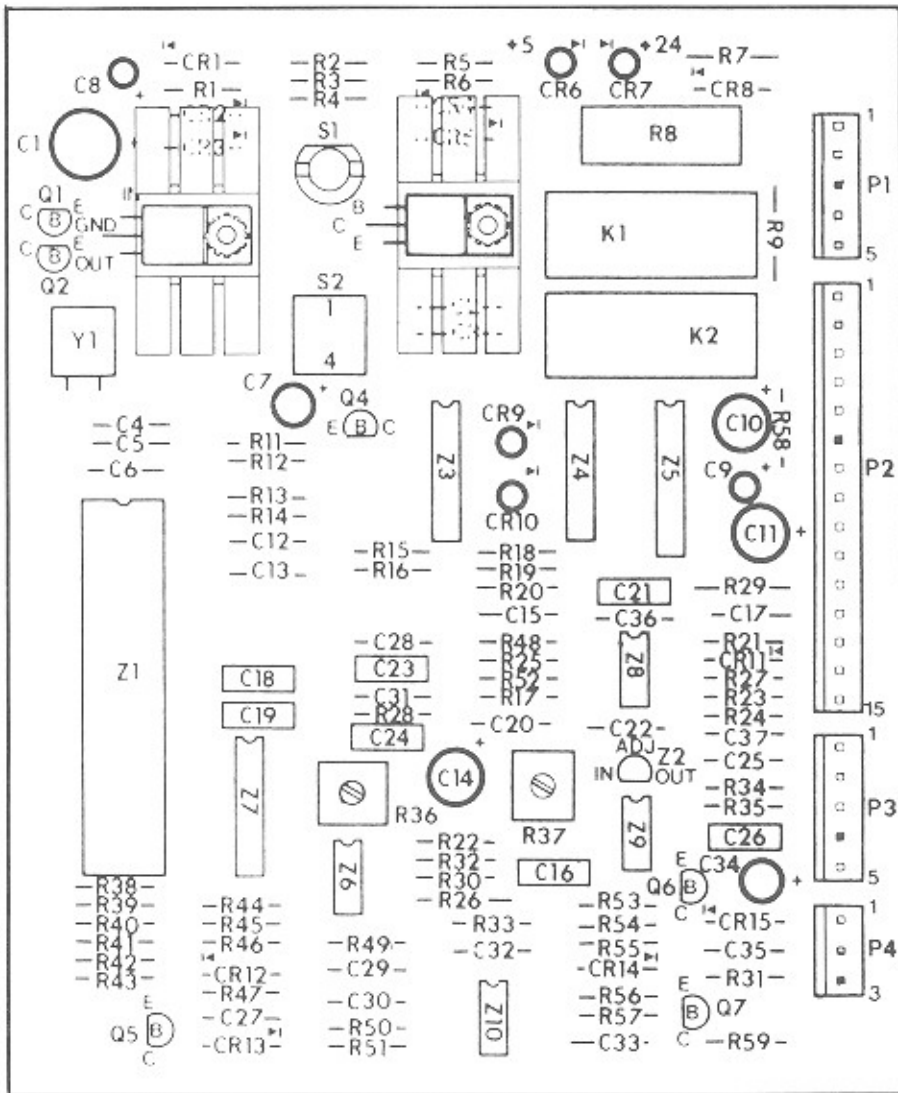 +5
+24
CR1
R2
R5
R7
C8
R3
R6
CR6
CR7
CR8
R1
R4
+
CR2
C1
CR3
S1
R8
1
P1
5
Q1
C
B
E
GND
C
B
E
OUT
Q2
B
C
E
K1
R9
Y1
S2
1
4
K2
1
P2
15
C7
+
Q4
E
B
C
CR9
Z3
Z4
Z5
C10
+
R58
C4
C5
C6
R11
R12
C9
+
R13
R14
CR10
C11
+
C12
C13
R15
R16
R18
R19
R20
C15
C21
C36
R29
C17
Z1
C28
C23
C31
R28
C24
R48
R25
R52
R17
C20
Z8
R21
CR11
R27
R23
R24
C37
C25
C18
C19
C22
ADJ
Z2
IN
OUT
Z7
R36
C14
+
R37
Z9
R34
R35
C26
1
P3
5
Z6
R22
R32
R30
R26
C16
Q6
E
B
C
C34
+
R38
R39
R40
R41
R42
R43
R44
R45
R46
CR12
R47
C27
CR13
R49
C29
C30
R50
R51
R33
C32
Z10
R53
R54
R55
CR14
R56
R57
C33
CR15
C35
R31
1
P4
3
Q5
E
B
C
E
B
C
Q7
R59